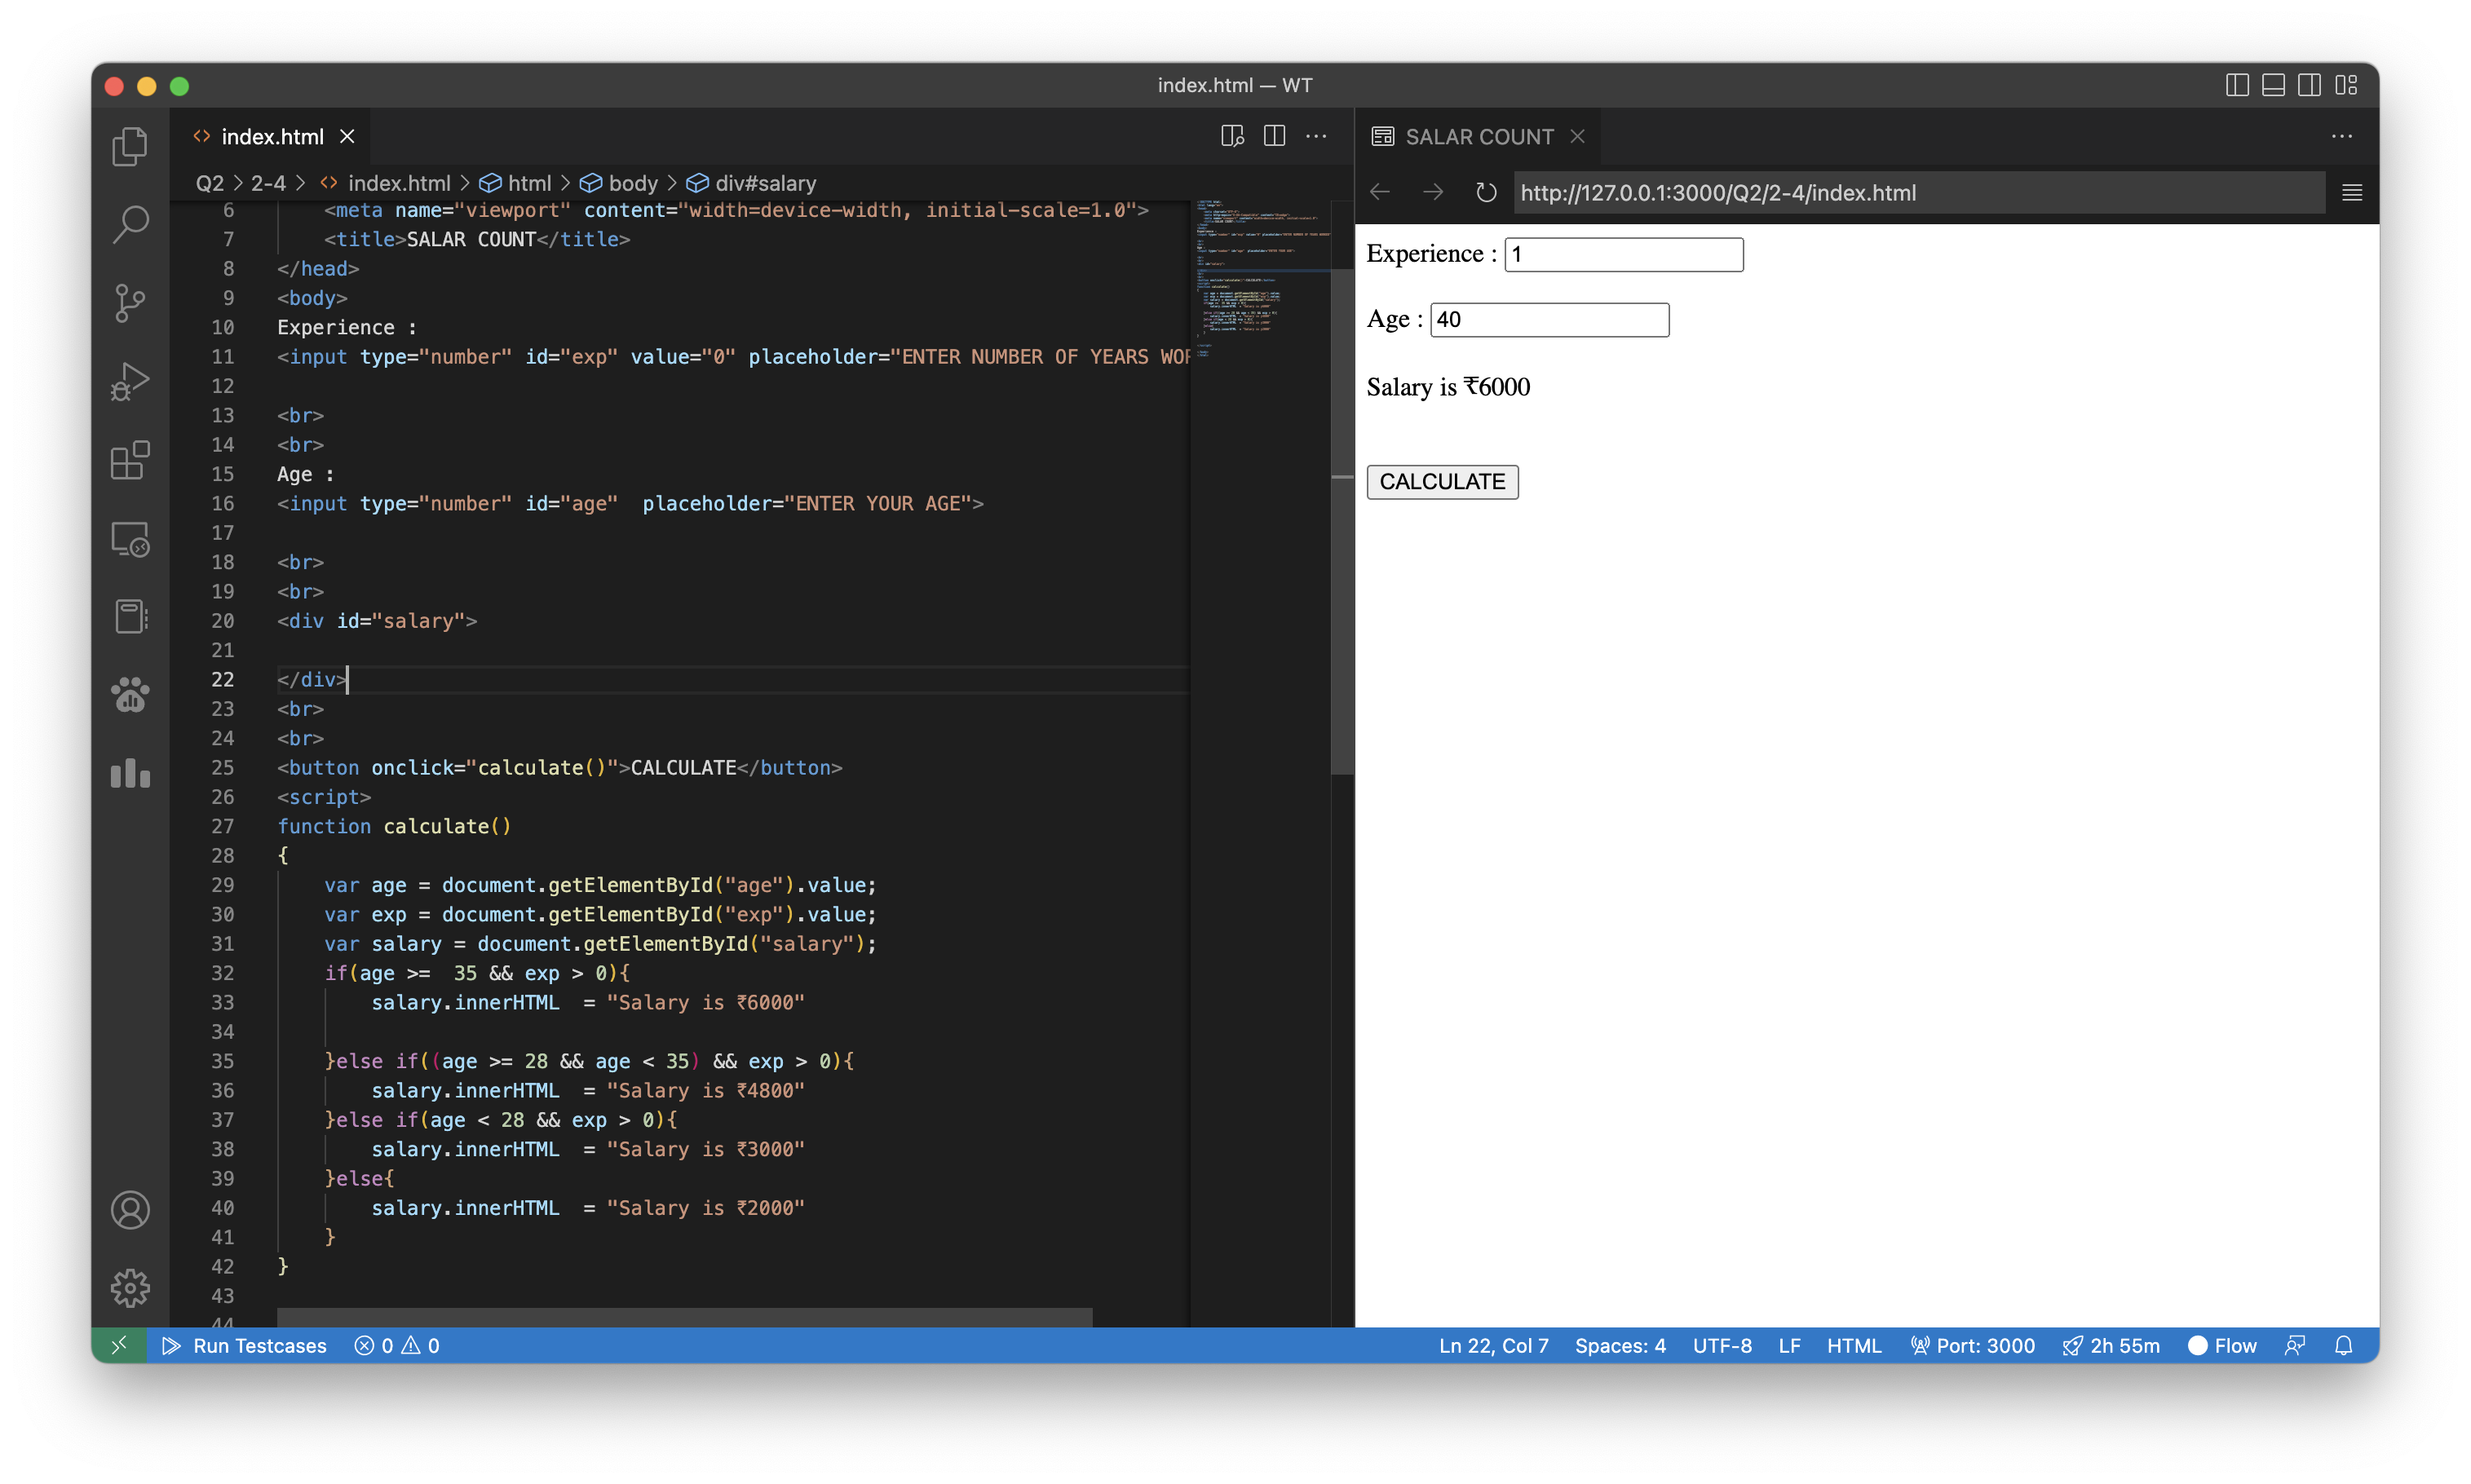 index.html — WT
index.html
SALAR COUNT
Q2 > 2-4 > index.html > html > body > div#salary
http://127.0.0.1:3000/Q2/2-4/index.html
6 <meta name="viewport" content="width=device-width, initial-scale=1.0">
7 <title>SALAR COUNT</title>
8 </head>
9 <body>
10 Experience :
11 <input type="number" id="exp" value="0" placeholder="ENTER NUMBER OF YEARS WOR
12
13 <br>
14 <br>
15 Age :
16 <input type="number" id="age"  placeholder="ENTER YOUR AGE">
17
18 <br>
19 <br>
20 <div id="salary">
21
22 </div>
23 <br>
24 <br>
25 <button onclick="calculate()">CALCULATE</button>
26 <script>
27 function calculate()
28 {
29 var age = document.getElementById("age").value;
30 var exp = document.getElementById("exp").value;
31 var salary = document.getElementById("salary");
32 if(age >=  35 && exp > 0){
33 salary.innerHTML  = "Salary is ₹6000"
34
35 }else if((age >= 28 && age < 35) && exp > 0){
36 salary.innerHTML  = "Salary is ₹4800"
37 }else if(age < 28 && exp > 0){
38 salary.innerHTML  = "Salary is ₹3000"
39 }else{
40 salary.innerHTML  = "Salary is ₹2000"
41 }
42 }
43
44
Experience : 1
Age : 40
Salary is ₹6000
CALCULATE
Run Testcases 0 0 Ln 22, Col 7 Spaces: 4 UTF-8 LF HTML Port: 3000 2h 55m Flow